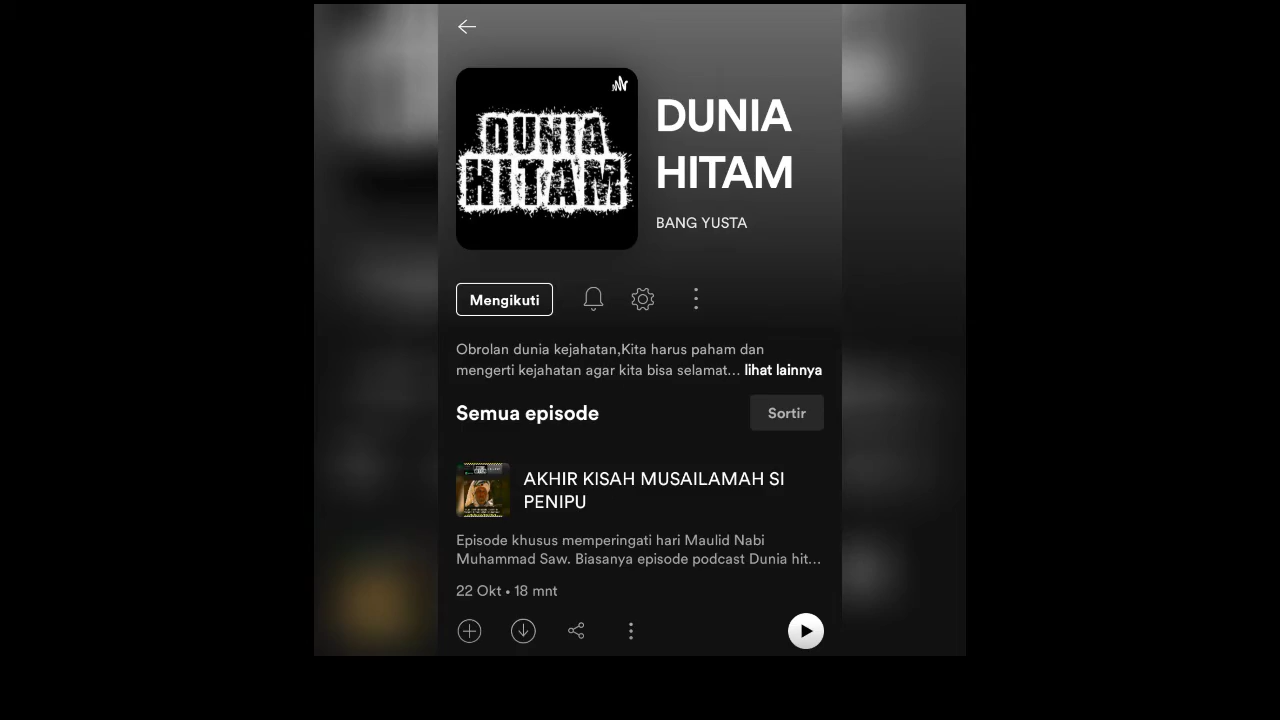 DUNIA
HITAM
DUNIA
HITAM
BANG YUSTA
Mengikuti
Obrolan dunia kejahatan,Kita harus paham dan
mengerti kejahatan agar kita bisa selamat... lihat lainnya
Semua episode
Sortir
AKHIR KISAH MUSAILAMAH SI
PENIPU
Episode khusus memperingati hari Maulid Nabi
Muhammad Saw. Biasanya episode podcast Dunia hit...
22 Okt • 18 mnt